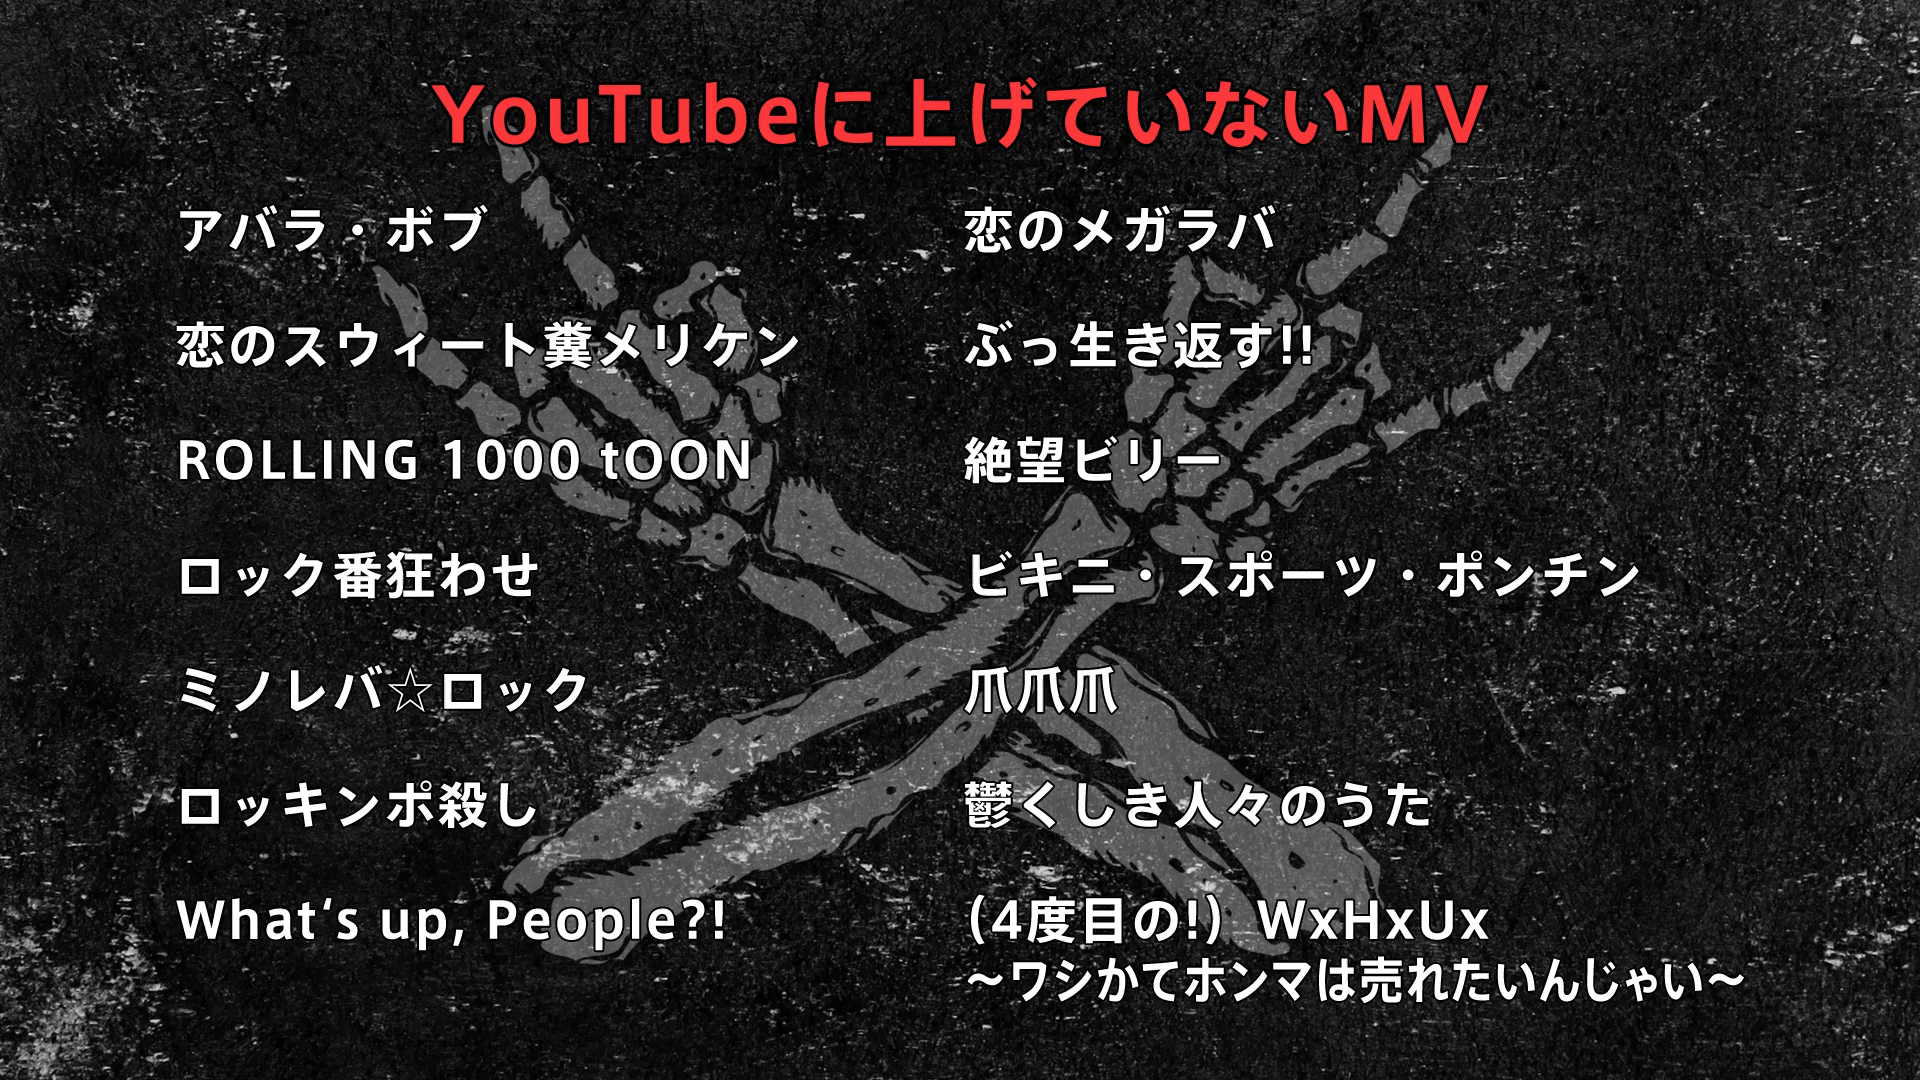 YouTubeに上げていないMV
アバラ・ボブ
恋のスウィート糞メリケン
ROLLING 1000 tOON
ロック番狂わせ
ミノレバ☆ロック
ロッキンポ殺し
What‘s up, People?!
恋のメガラバ
ぶっ生き返す!!
絶望ビリー
ビキニ・スポーツ・ポンチン
爪爪爪
鬱くしき人々のうた
(4度目の!) WxHxUx
～ワシかてホンマは売れたいんじゃい～